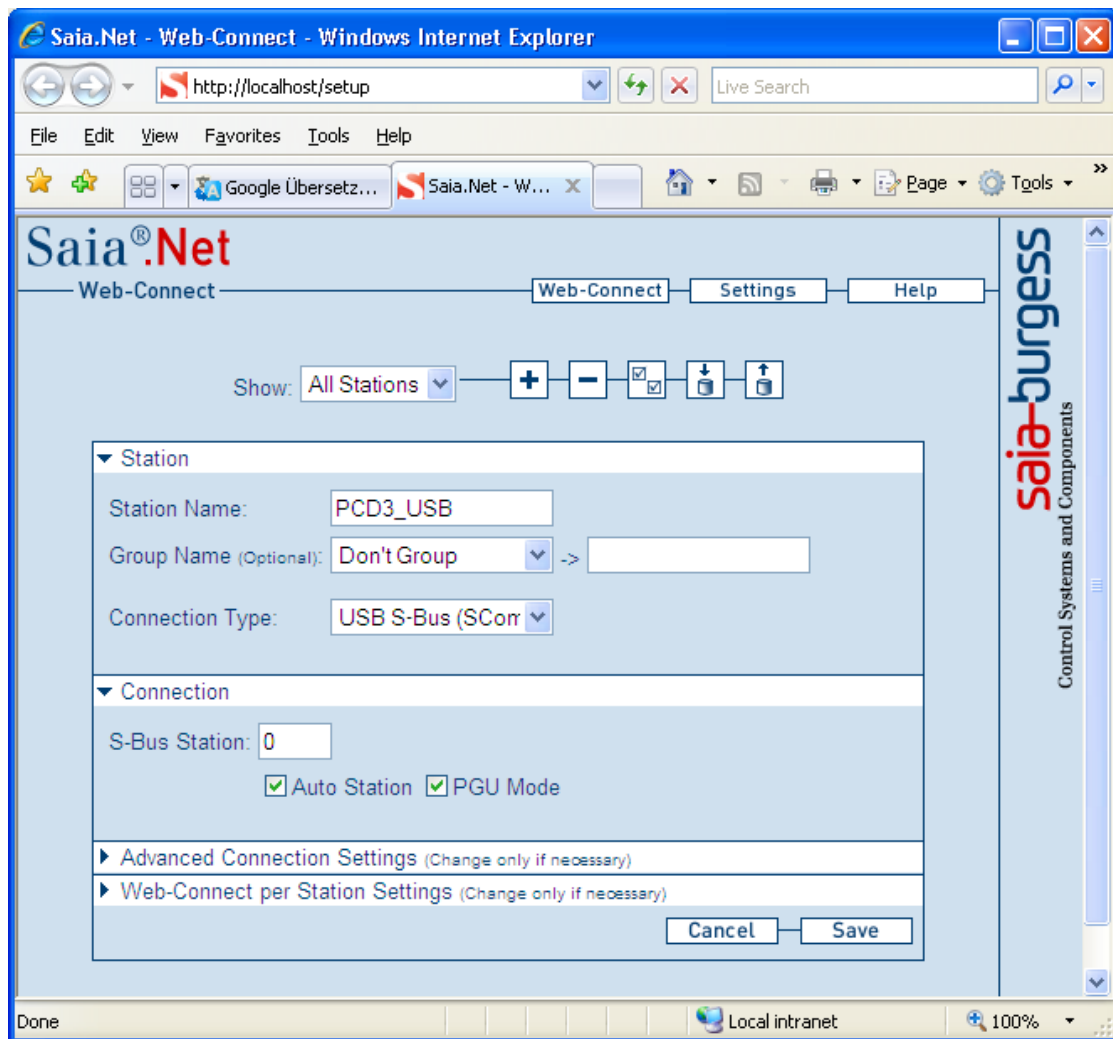 Saia.Net - Web-Connect - Windows Internet Explorer
http://localhost/setup
Live Search
File Edit View Favorites Tools Help
Google Übersetz...
Saia.Net - W...
Page
Tools
Saia®.Net
Web-Connect
Web-Connect Settings Help
Show: All Stations
Station
Station Name: PCD3_USB
Group Name (Optional): Don't Group ->
Connection Type: USB S-Bus (SCom
Connection
S-Bus Station: 0
Auto Station PGU Mode
Advanced Connection Settings (Change only if necessary)
Web-Connect per Station Settings (Change only if necessary)
Cancel Save
saia-burgess
Control Systems and Components
Done
Local intranet
100%